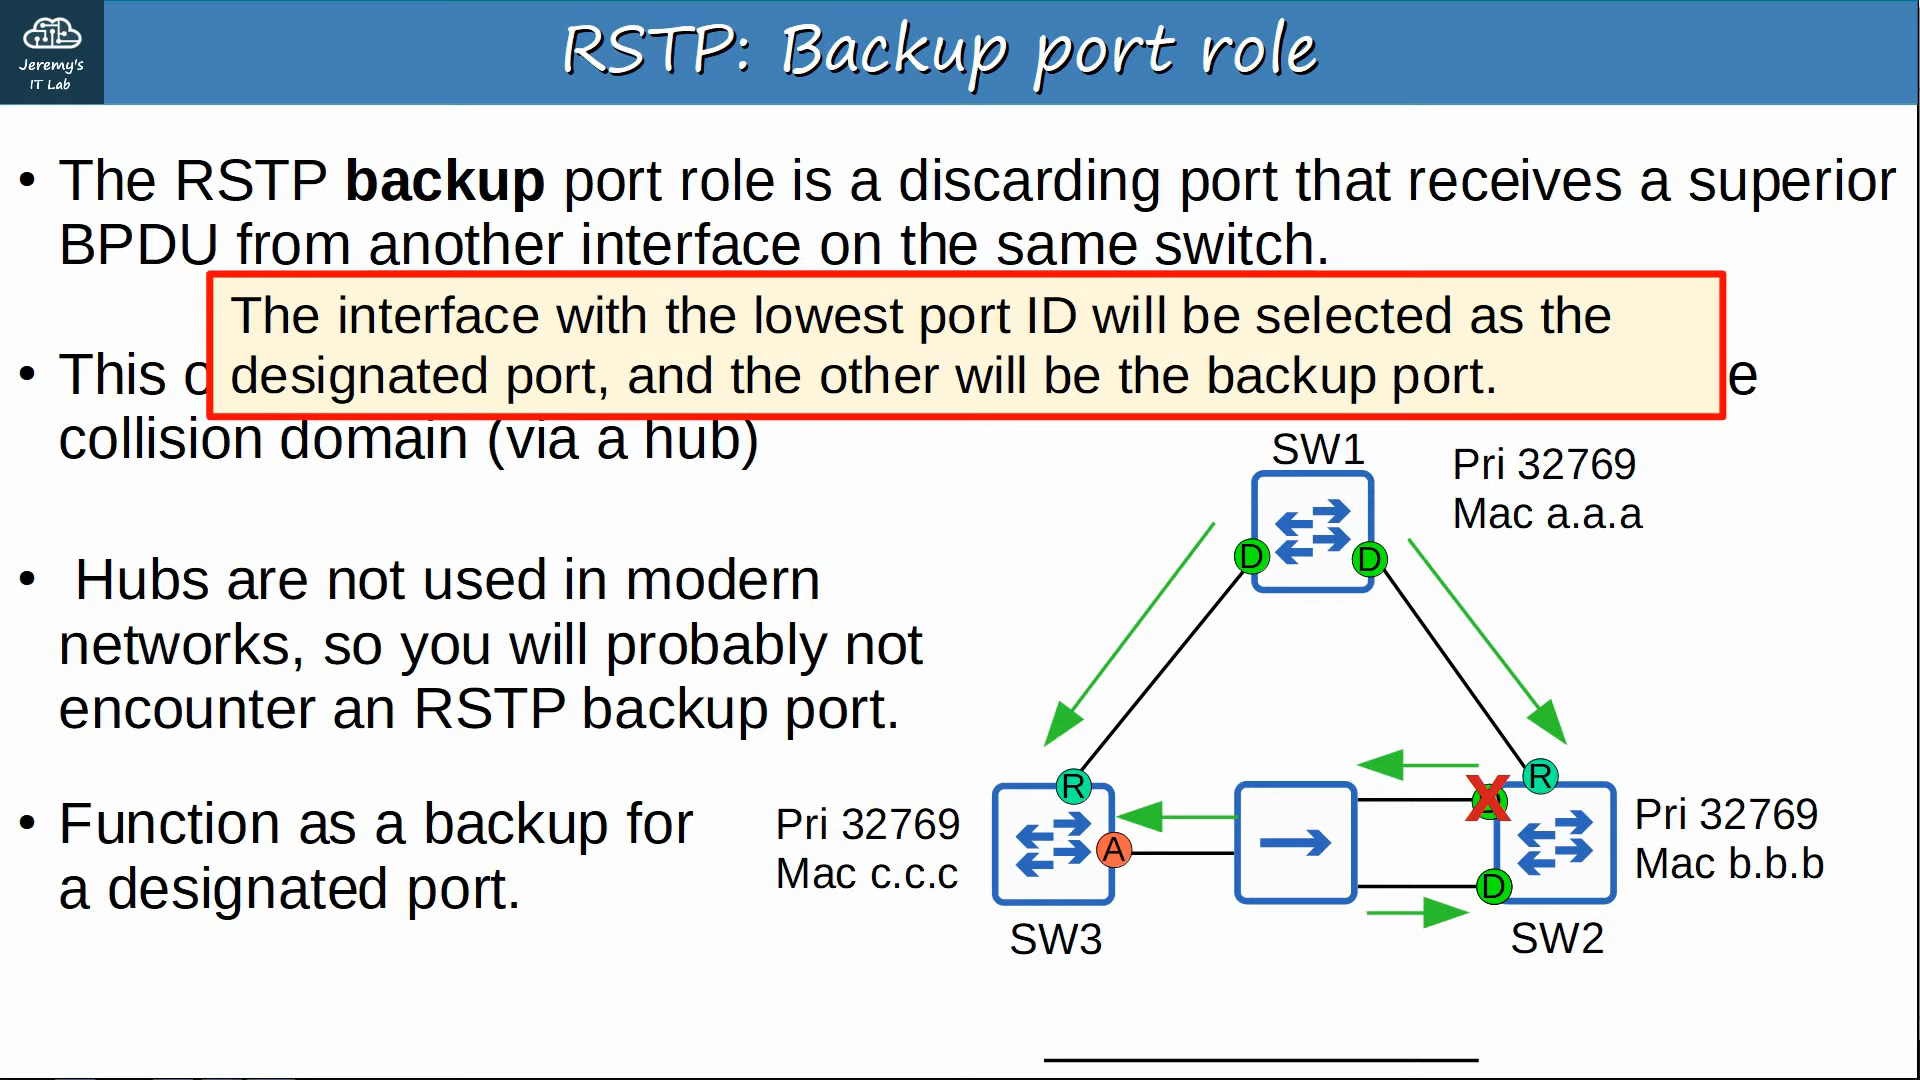 Jeremy's
IT Lab
RSTP: Backup port role
• The RSTP backup port role is a discarding port that receives a superior
BPDU from another interface on the same switch.
The interface with the lowest port ID will be selected as the
designated port, and the other will be the backup port.
• This
e
collision domain (via a hub)
• Hubs are not used in modern
networks, so you will probably not
encounter an RSTP backup port.
• Function as a backup for
a designated port.
SW1
Pri 32769
Mac a.a.a
D
D
R
R
X
A
D
Pri 32769
Mac c.c.c
Pri 32769
Mac b.b.b
SW3
SW2